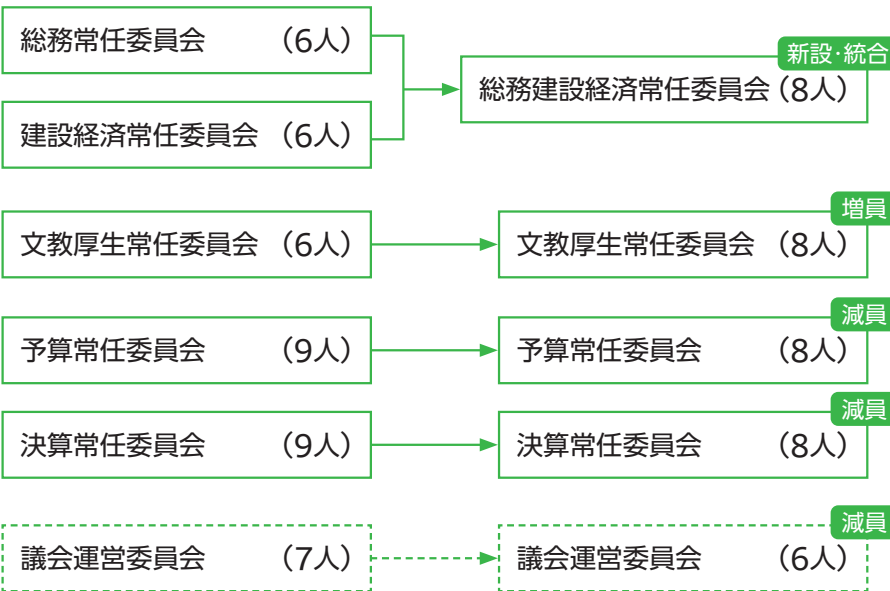 総務常任委員会 （6人）
建設経済常任委員会 （6人）
新設・統合
総務建設経済常任委員会（8人）
文教厚生常任委員会 （6人）
増員
文教厚生常任委員会 （8人）
予算常任委員会 （9人）
減員
予算常任委員会 （8人）
決算常任委員会 （9人）
減員
決算常任委員会 （8人）
議会運営委員会 （7人）
減員
議会運営委員会 （6人）